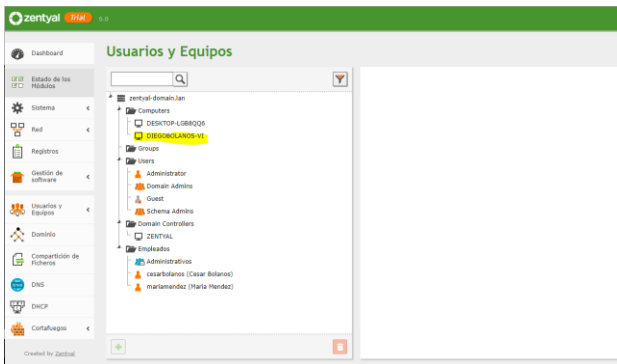 zentyal Trial 6.0
Dashboard
Estado de los
Módulos
Sistema
Red
Registros
Gestión de
software
Usuarios y
Equipos
Dominio
Compartición de
Ficheros
DNS
DHCP
Cortafuegos
Created by Zentyal
Usuarios y Equipos
zentyal-domain.lan
Computers
DESKTOP-LGB8QQ6
DIEGOBOLANOS-VI
Groups
Users
Administrator
Domain Admins
Guest
Schema Admins
Domain Controllers
ZENTYAL
Empleados
Administrativos
cesarbolanos (Cesar Bolanos)
mariamendez (Maria Mendez)